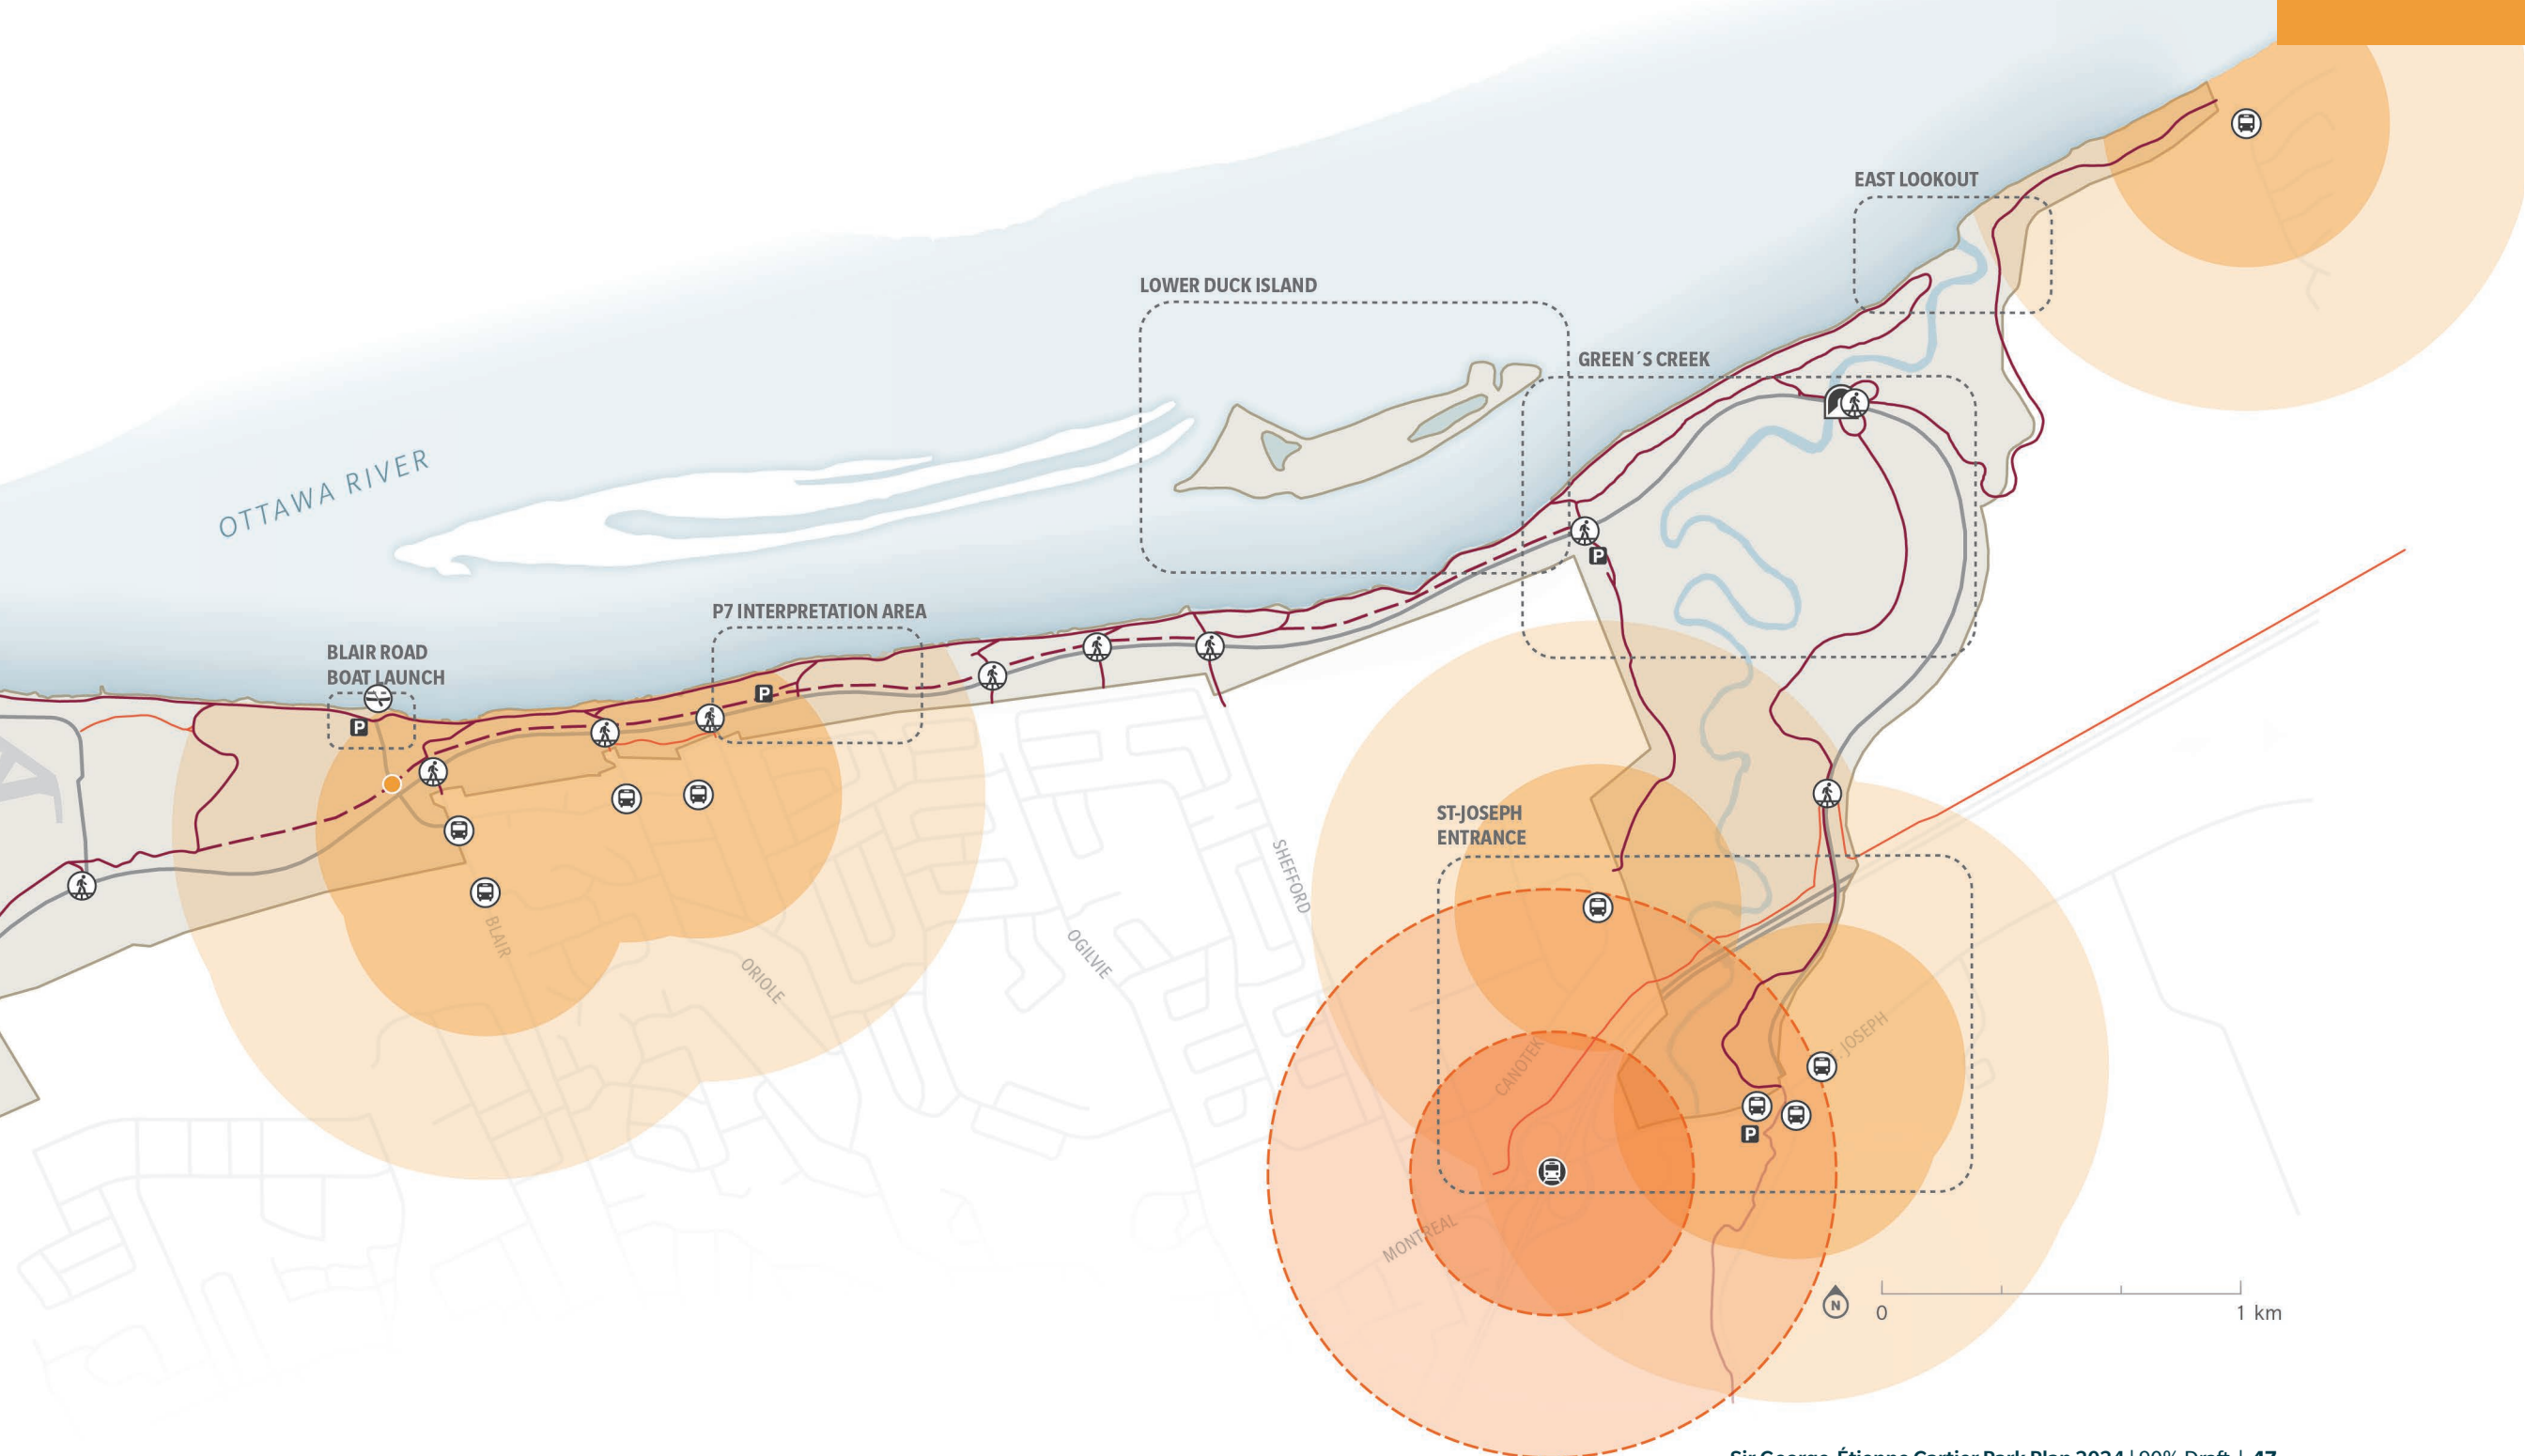 EAST LOOKOUT
LOWER DUCK ISLAND
GREEN´S CREEK
OTTAWA RIVER
P7 INTERPRETATION AREA
BLAIR ROAD
BOAT LAUNCH
P
P
P
ST-JOSEPH
ENTRANCE
SHEFFORD
BLAIR
ORIOLE
OGILVIE
CANOTEK
JOSEPH
P
MONTREAL
N
0
1 km
Sir George-Étienne Cartier Park Plan 2024 | 90% Draft | 47